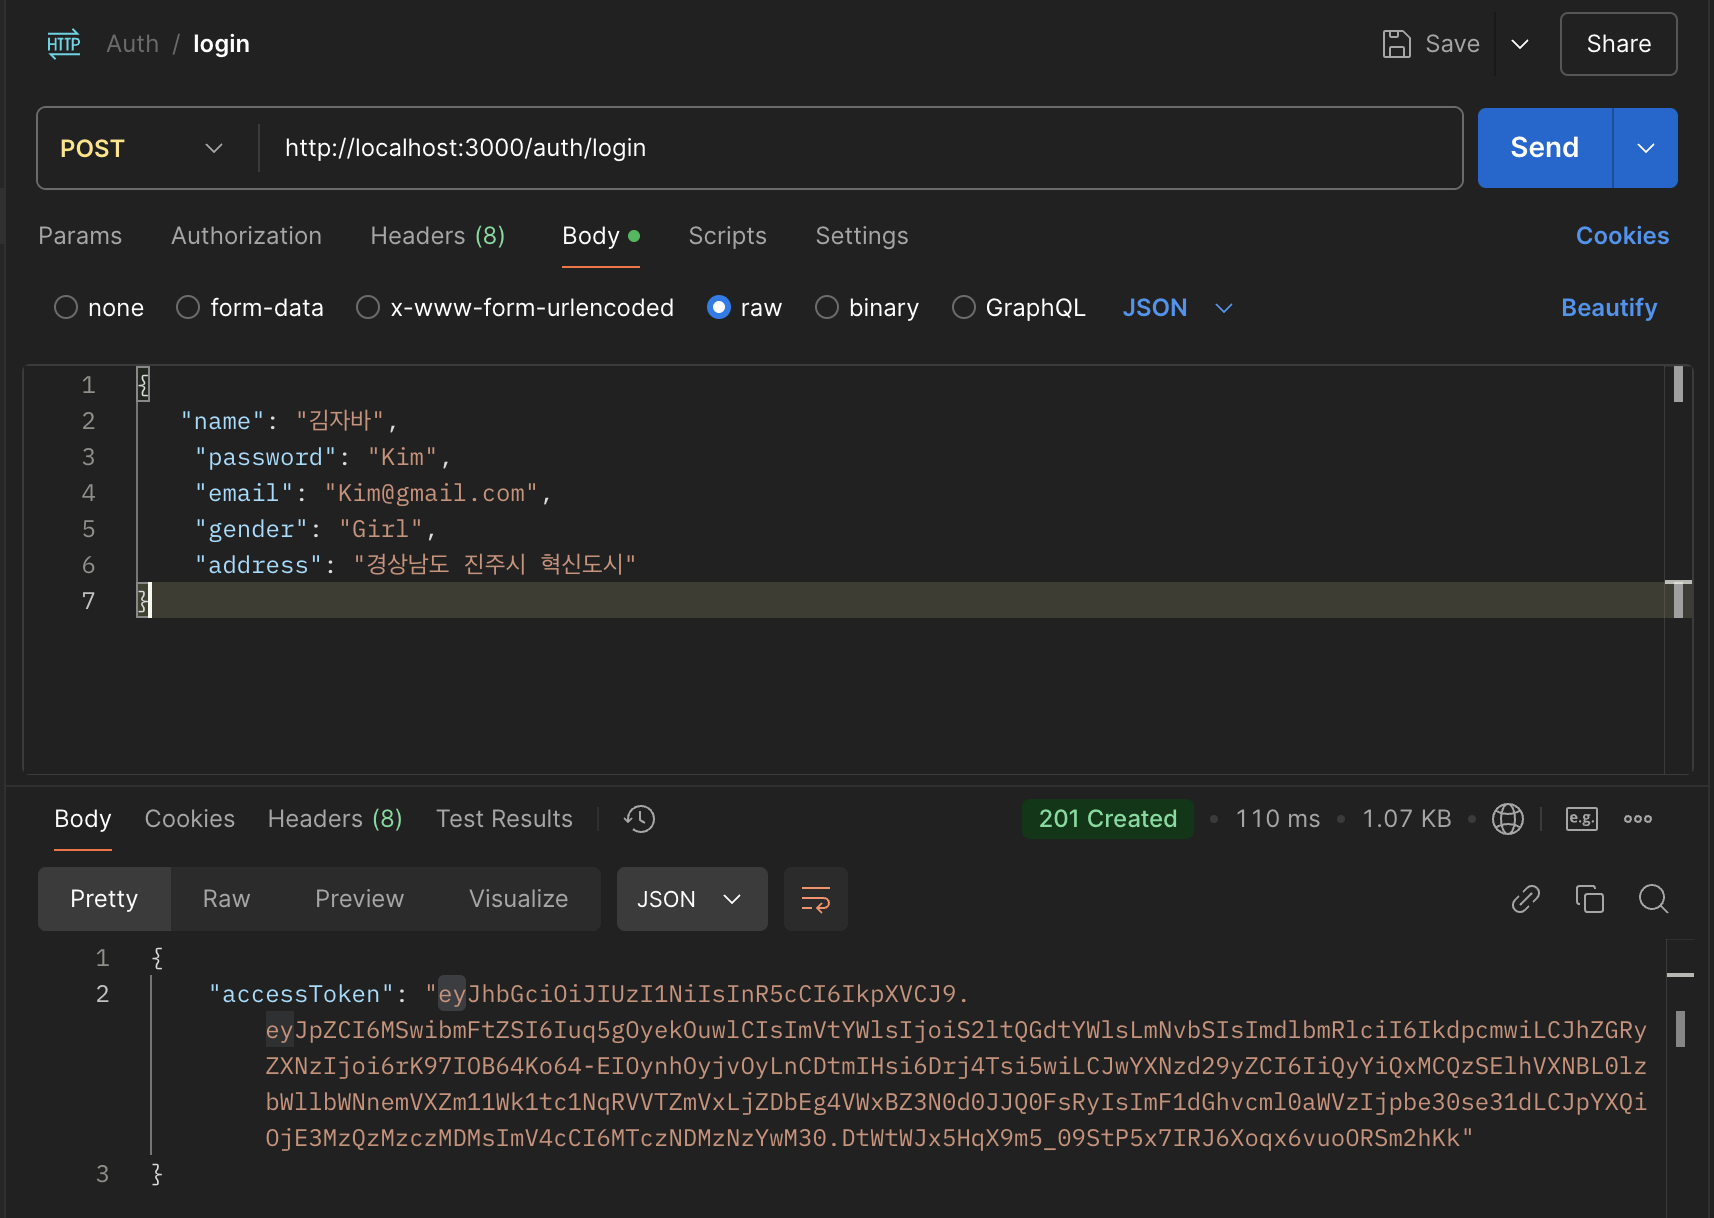 HTTP Auth / login Save Share
POST http://localhost:3000/auth/login Send
Params Authorization Headers (8) Body Scripts Settings Cookies
none form-data x-www-form-urlencoded raw binary GraphQL JSON Beautify
1 {
2 "name": "김자바",
3 "password": "Kim",
4 "email": "Kim@gmail.com",
5 "gender": "Girl",
6 "address": "경상남도 진주시 혁신도시"
7 }
Body Cookies Headers (8) Test Results 201 Created 110 ms 1.07 KB e.g.
Pretty Raw Preview Visualize JSON
1 {
2 "accessToken": "eyJhbGciOiJIUzI1NiIsInR5cCI6IkpXVCJ9.
eyJpZCI6MSwibmFtZSI6Iuq5gOyekOuwlCIsImVtYWlsIjoiS2ltQGdtYWlsLmNvbSIsImdlbmRlciI6IkdpcmwiLCJhZGRy
ZXNzIjoi6rK97IOB64Ko64-EIOynhOyjvOyLnCDtmIHsi6Drj4Tsi5wiLCJwYXNzd29yZCI6IiQyYiQxMCQzSElhVXNBL0lz
bWllbWNnemVXZm11Wk1tc1NqRVVTZmVxLjZDbEg4VWxBZ3N0d0JJQ0FsRyIsImF1dGhvcml0aWVzIjpbe30se31dLCJpYXQi
OjE3MzQzMzczMDMsImV4cCI6MTczNDMzNzYwM30.DtWtWJx5HqX9m5_09StP5x7IRJ6Xoqx6vuoORSm2hKk"
3 }